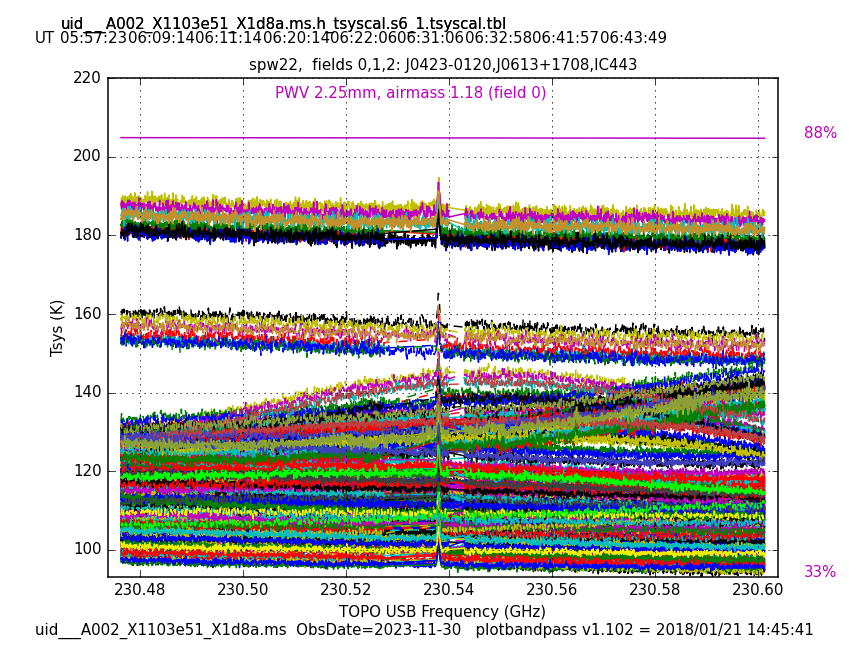 uid___A002_X1103e51_X1d8a.ms.h_tsyscal.s6_1.tsyscal.tbl
UT 05:57:23 06:09:14 06:11:14 06:20:14 06:22:06 06:31:06 06:32:58 06:41:57 06:43:49
spw22, fields 0,1,2: J0423-0120,J0613+1708,IC443
PWV 2.25mm, airmass 1.18 (field 0)
220
200
180
160
140
120
100
88%
33%
Tsys (K)
230.48 230.50 230.52 230.54 230.56 230.58 230.60
TOPO USB Frequency (GHz)
uid___A002_X1103e51_X1d8a.ms ObsDate=2023-11-30 plotbandpass v1.102 = 2018/01/21 14:45:41